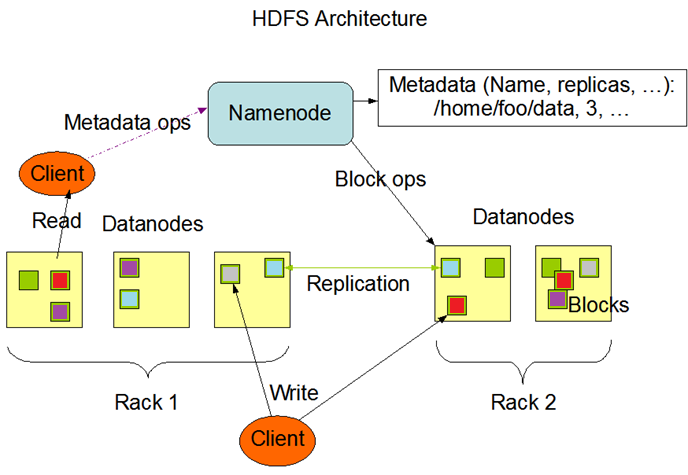 HDFS Architecture
Metadata (Name, replicas, …):
/home/foo/data, 3, …
Namenode
Metadata ops
Client
Block ops
Read
Datanodes
Datanodes
Replication
Blocks
Write
Rack 1
Rack 2
Client